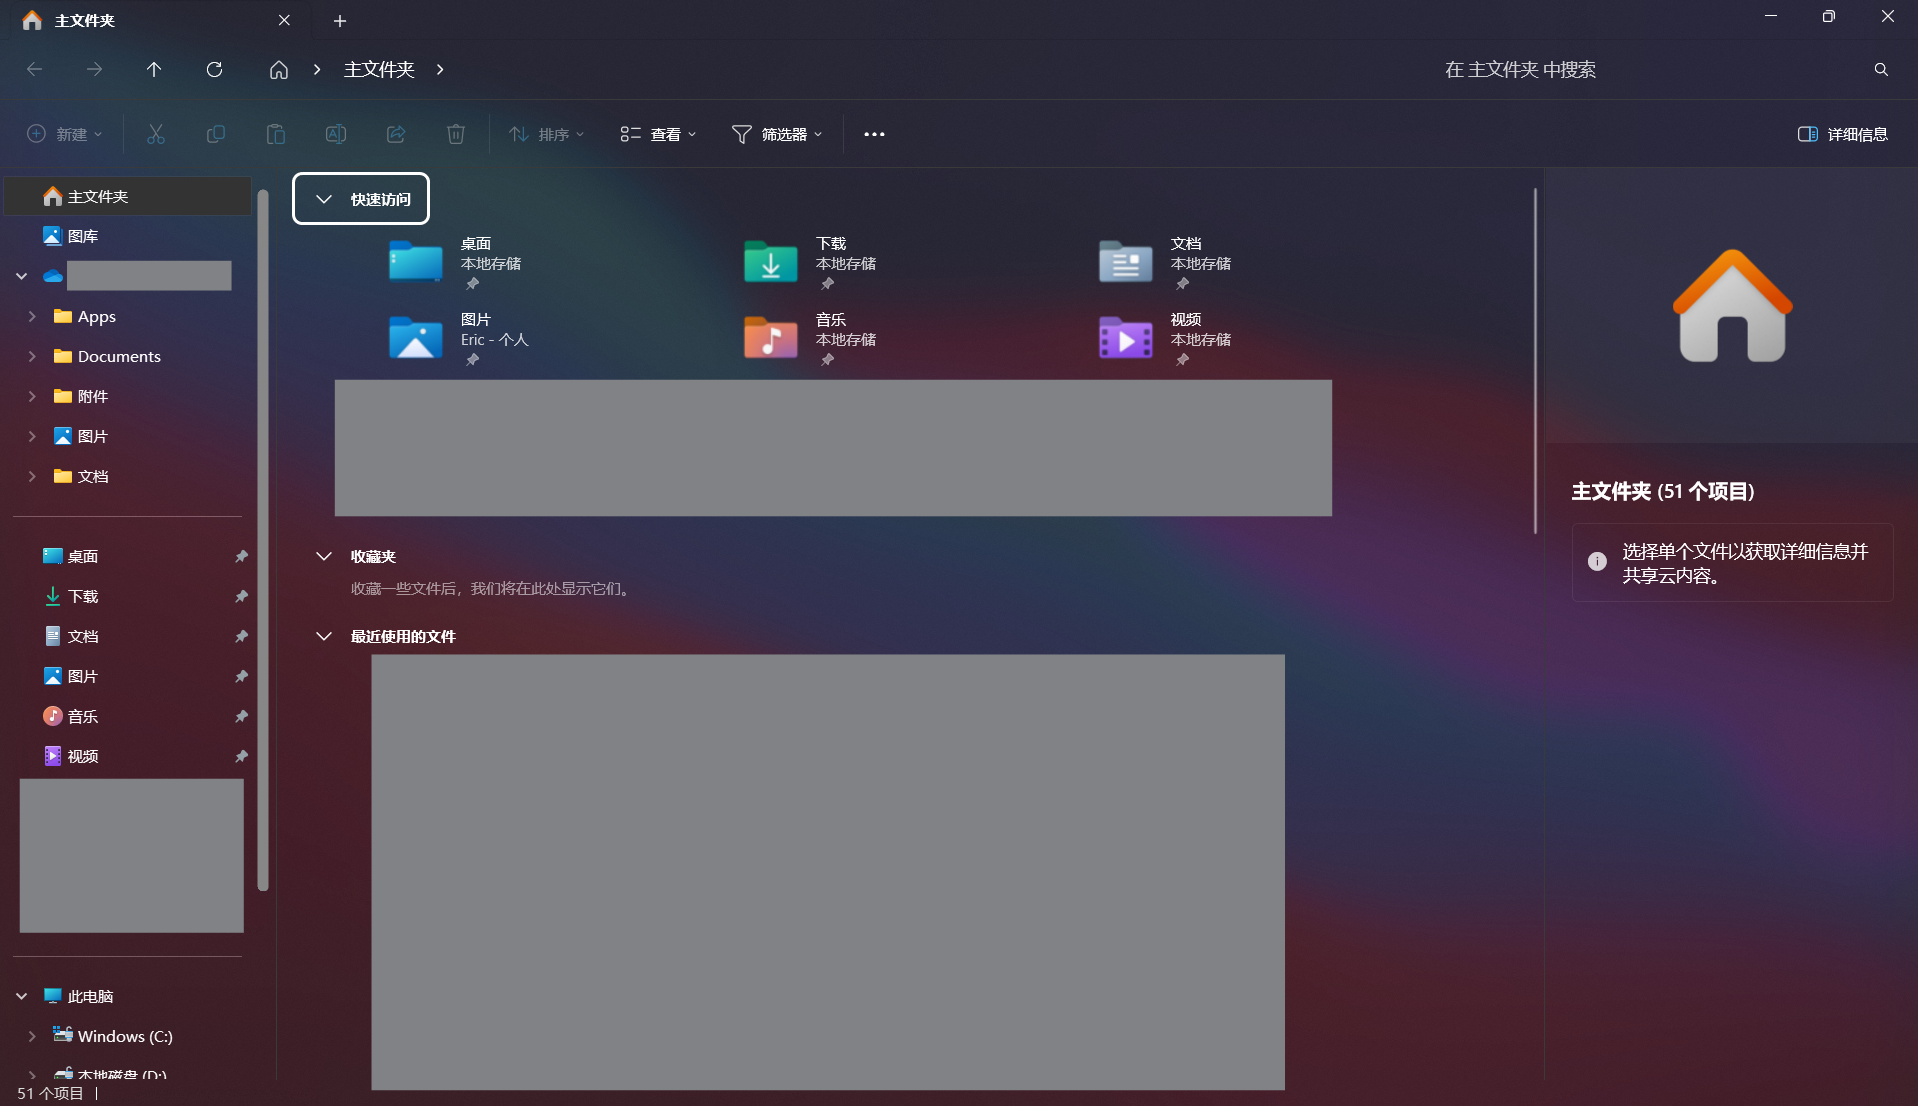 主文件夹
主文件夹
在 主文件夹 中搜索
新建
排序
查看
筛选器
详细信息
主文件夹
图库
Apps
Documents
附件
图片
文档
桌面
下载
文档
图片
音乐
视频
此电脑
Windows (C:)
本地磁盘 (D:)
快速访问
桌面
本地存储
下载
本地存储
文档
本地存储
图片
Eric - 个人
音乐
本地存储
视频
本地存储
收藏夹
收藏一些文件后，我们将在此处显示它们。
最近使用的文件
主文件夹 (51 个项目)
选择单个文件以获取详细信息并
共享云内容。
51 个项目